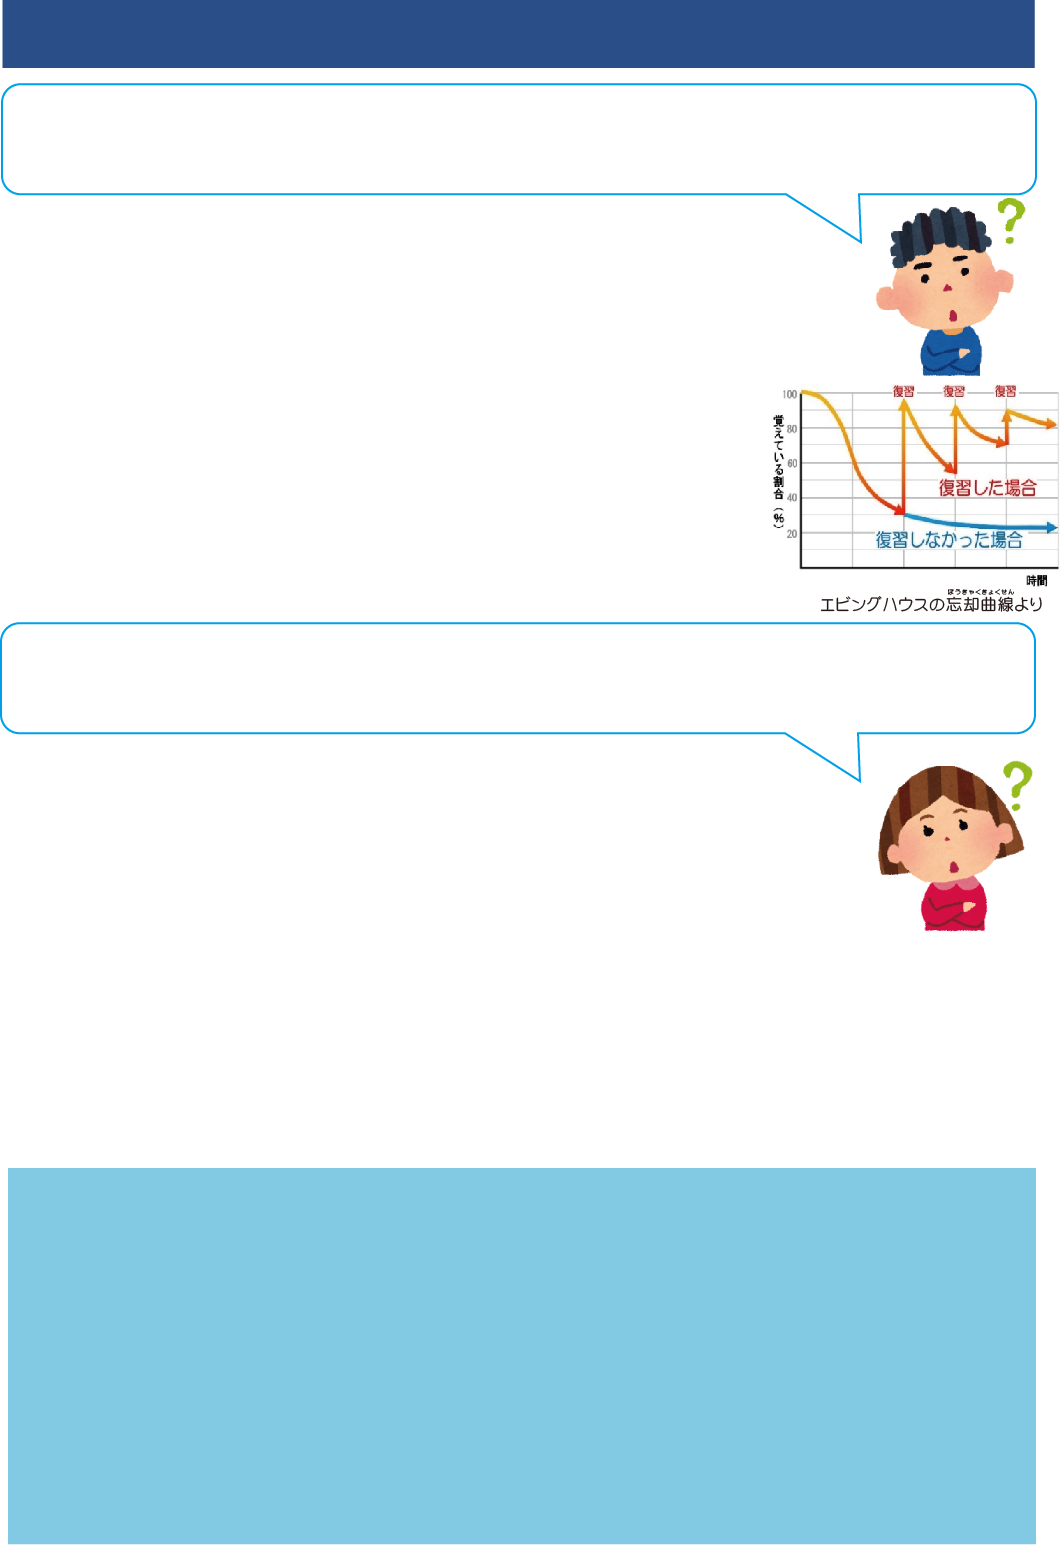 ?
100
80
60
40
20
覚えている割合(%)
復習 復習 復習
復習した場合
復習しなかった場合
時間
ぼうきゃくきょくせん
エビングハウスの忘却曲線より
?